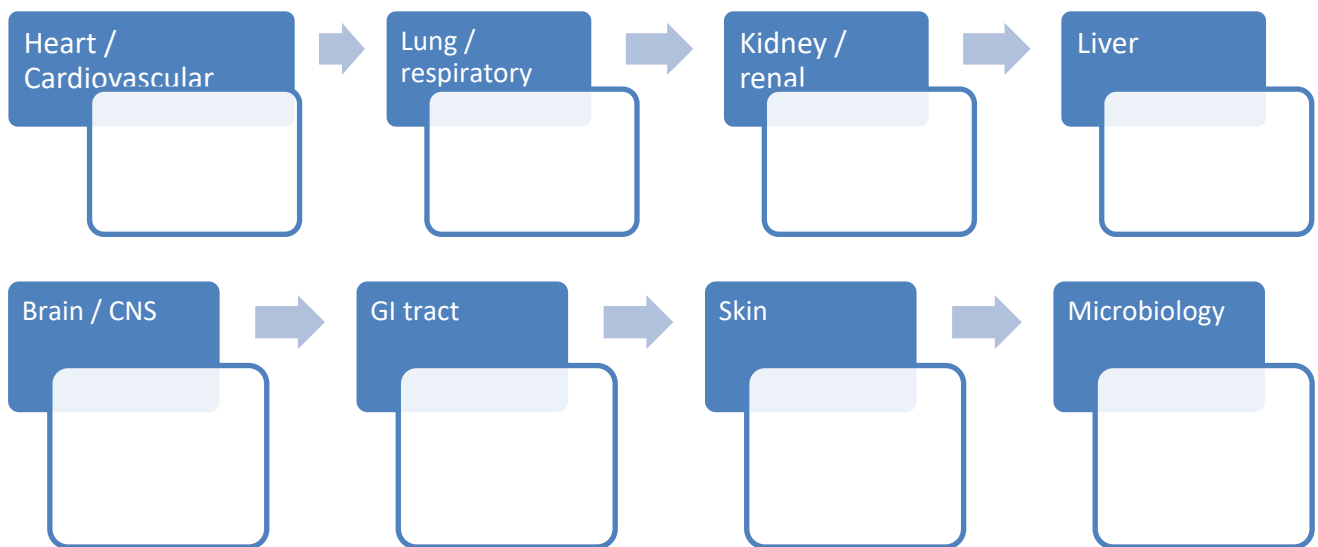 Heart /
Cardiovascular
Lung /
respiratory
Kidney /
renal
Liver
Brain / CNS
GI tract
Skin
Microbiology